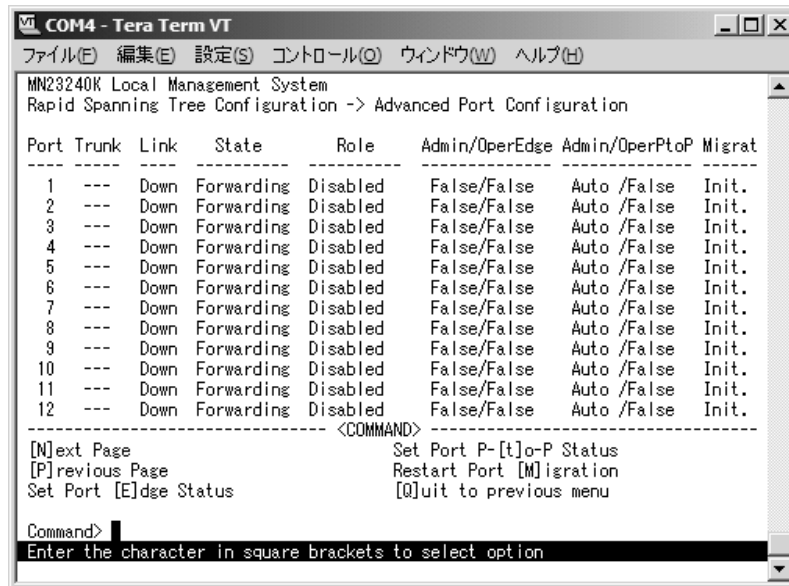 COM4 - Tera Term VT
ファイル(F) 編集(E) 設定(S) コントロール(O) ウィンドウ(W) ヘルプ(H)
MN23240K Local Management System
Rapid Spanning Tree Configuration -> Advanced Port Configuration
Port Trunk Link State Role Admin/OperEdge Admin/OperPtoP Migrat
---- ----- ---- ---------- ---------- -------------- -------------- ------
1 --- Down Forwarding Disabled False/False Auto /False Init.
2 --- Down Forwarding Disabled False/False Auto /False Init.
3 --- Down Forwarding Disabled False/False Auto /False Init.
4 --- Down Forwarding Disabled False/False Auto /False Init.
5 --- Down Forwarding Disabled False/False Auto /False Init.
6 --- Down Forwarding Disabled False/False Auto /False Init.
7 --- Down Forwarding Disabled False/False Auto /False Init.
8 --- Down Forwarding Disabled False/False Auto /False Init.
9 --- Down Forwarding Disabled False/False Auto /False Init.
10 --- Down Forwarding Disabled False/False Auto /False Init.
11 --- Down Forwarding Disabled False/False Auto /False Init.
12 --- Down Forwarding Disabled False/False Auto /False Init.
--------------------------------- <COMMAND> ---------------------------------
[N]ext Page Set Port P-[t]o-P Status
[P]revious Page Restart Port [M]igration
Set Port [E]dge Status [Q]uit to previous menu
Command>
Enter the character in square brackets to select option